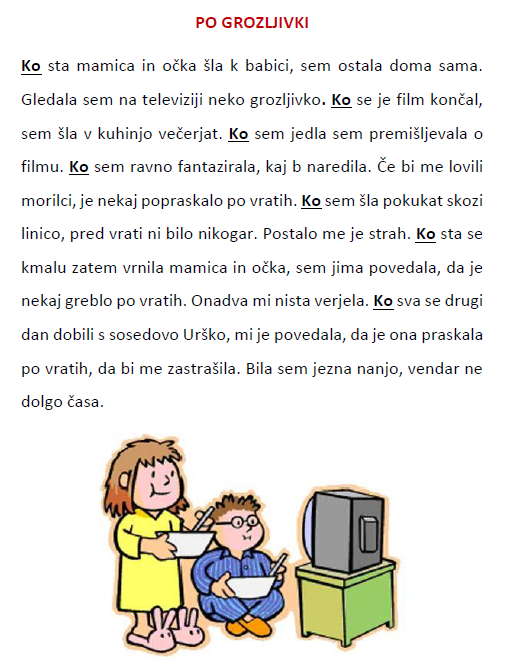 PO GROZLJIVKI
Ko sta mamica in očka šla k babici, sem ostala doma sama.
Gledala sem na televiziji neko grozljivko. Ko se je film končal,
sem šla v kuhinjo večerjat. Ko sem jedla sem premišljevala o
filmu. Ko sem ravno fantazirala, kaj b naredila. Če bi me lovili
morilci, je nekaj popraskalo po vratih. Ko sem šla pokukat skozi
linico, pred vrati ni bilo nikogar. Postalo me je strah. Ko sta se
kmalu zatem vrnila mamica in očka, sem jima povedala, da je
nekaj greblo po vratih. Onadva mi nista verjela. Ko sva se drugi
dan dobili s sosedovo Urško, mi je povedala, da je ona praskala
po vratih, da bi me zastrašila. Bila sem jezna nanjo, vendar ne
dolgo časa.